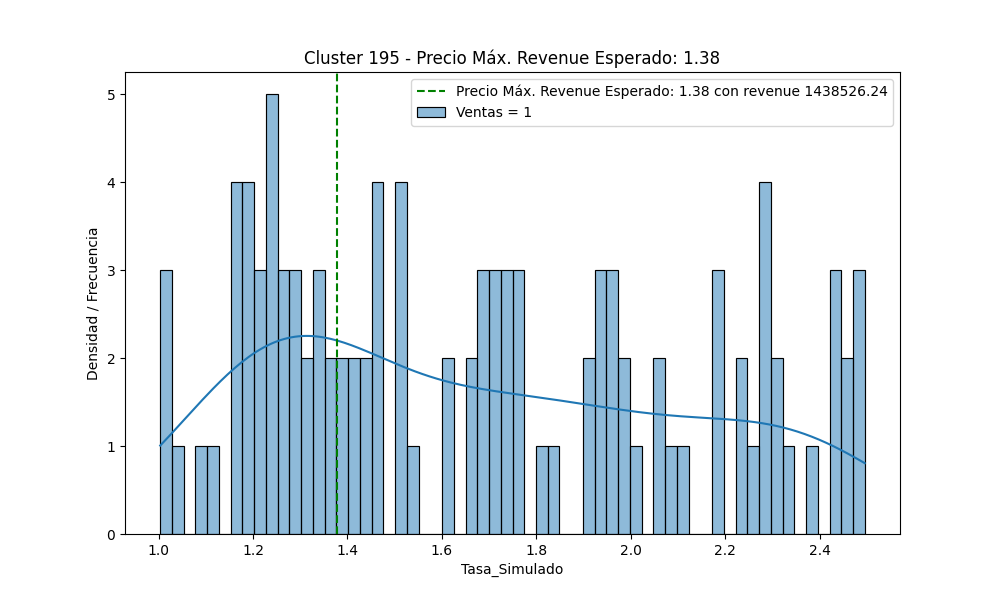 Cluster 195 - Precio Máx. Revenue Esperado: 1.38
Precio Máx. Revenue Esperado: 1.38 con revenue 1438526.24
Ventas = 1
Densidad / Frecuencia
5
4
3
2
1
0
1.0 1.2 1.4 1.6 1.8 2.0 2.2 2.4
Tasa_Simulado